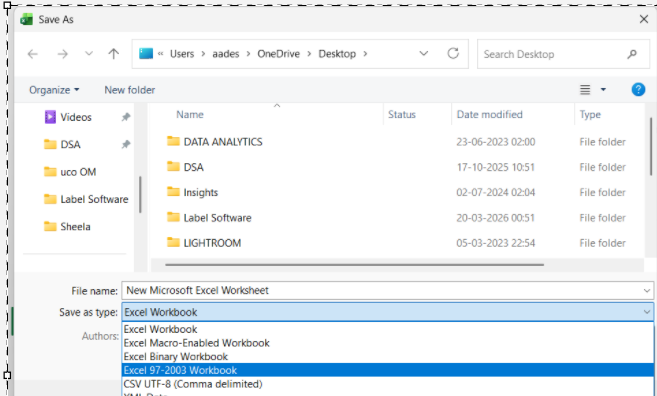 Save As
« Users > aades > OneDrive > Desktop >
Search Desktop
Organize
New folder
Videos
DSA
uco OM
Label Software
Sheela
Name Status Date modified Type
DATA ANALYTICS 23-06-2023 02:00 File folder
DSA 17-10-2025 10:51 File folder
Insights 02-07-2024 02:04 File folder
Label Software 20-03-2026 00:51 File folder
LIGHTROOM 05-03-2023 22:54 File folder
File name: New Microsoft Excel Worksheet
Save as type: Excel Workbook
Authors:
Excel Workbook
Excel Macro-Enabled Workbook
Excel Binary Workbook
Excel 97-2003 Workbook
CSV UTF-8 (Comma delimited)